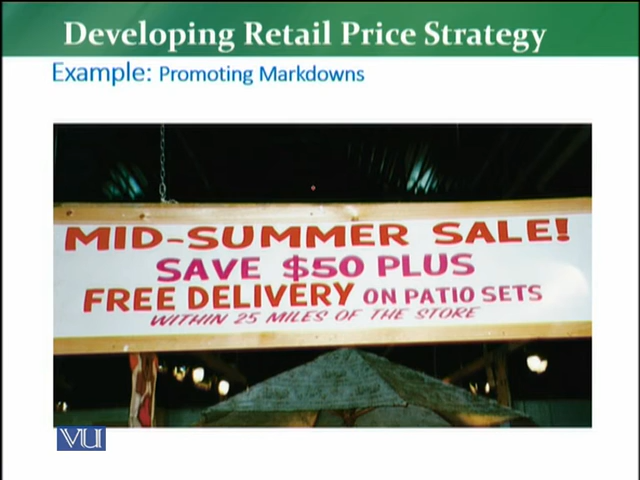 Developing Retail Price Strategy
Example: Promoting Markdowns
MID-SUMMER SALE!
SAVE $50 PLUS
FREE DELIVERY ON PATIO SETS
WITHIN 25 MILES OF THE STORE
VU